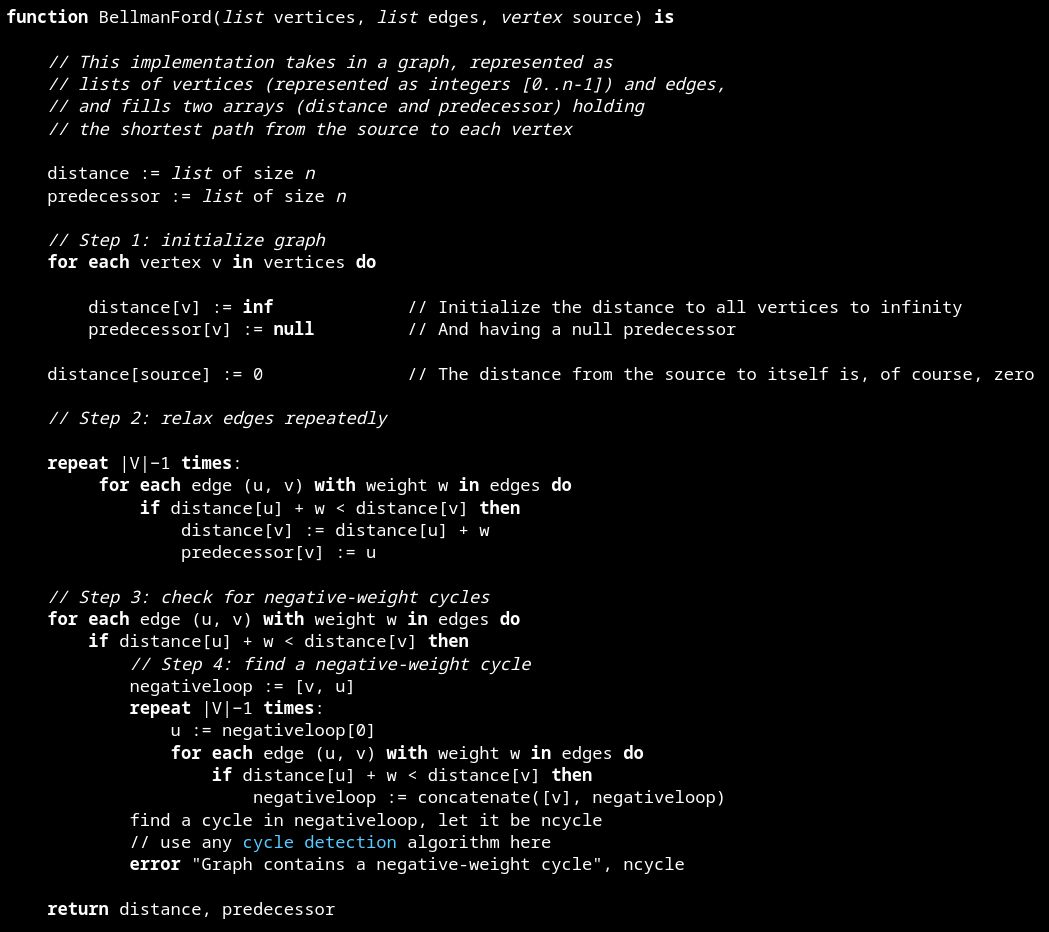 function BellmanFord(list vertices, list edges, vertex source) is
// This implementation takes in a graph, represented as
// lists of vertices (represented as integers [0..n-1]) and edges,
// and fills two arrays (distance and predecessor) holding
// the shortest path from the source to each vertex
distance := list of size n
predecessor := list of size n
// Step 1: initialize graph
for each vertex v in vertices do
distance[v] := inf // Initialize the distance to all vertices to infinity
predecessor[v] := null // And having a null predecessor
distance[source] := 0 // The distance from the source to itself is, of course, zero
// Step 2: relax edges repeatedly
repeat |V|−1 times:
for each edge (u, v) with weight w in edges do
if distance[u] + w < distance[v] then
distance[v] := distance[u] + w
predecessor[v] := u
// Step 3: check for negative-weight cycles
for each edge (u, v) with weight w in edges do
if distance[u] + w < distance[v] then
// Step 4: find a negative-weight cycle
negativeloop := [v, u]
repeat |V|−1 times:
u := negativeloop[0]
for each edge (u, v) with weight w in edges do
if distance[u] + w < distance[v] then
negativeloop := concatenate([v], negativeloop)
find a cycle in negativeloop, let it be ncycle
// use any cycle detection algorithm here
error "Graph contains a negative-weight cycle", ncycle
return distance, predecessor